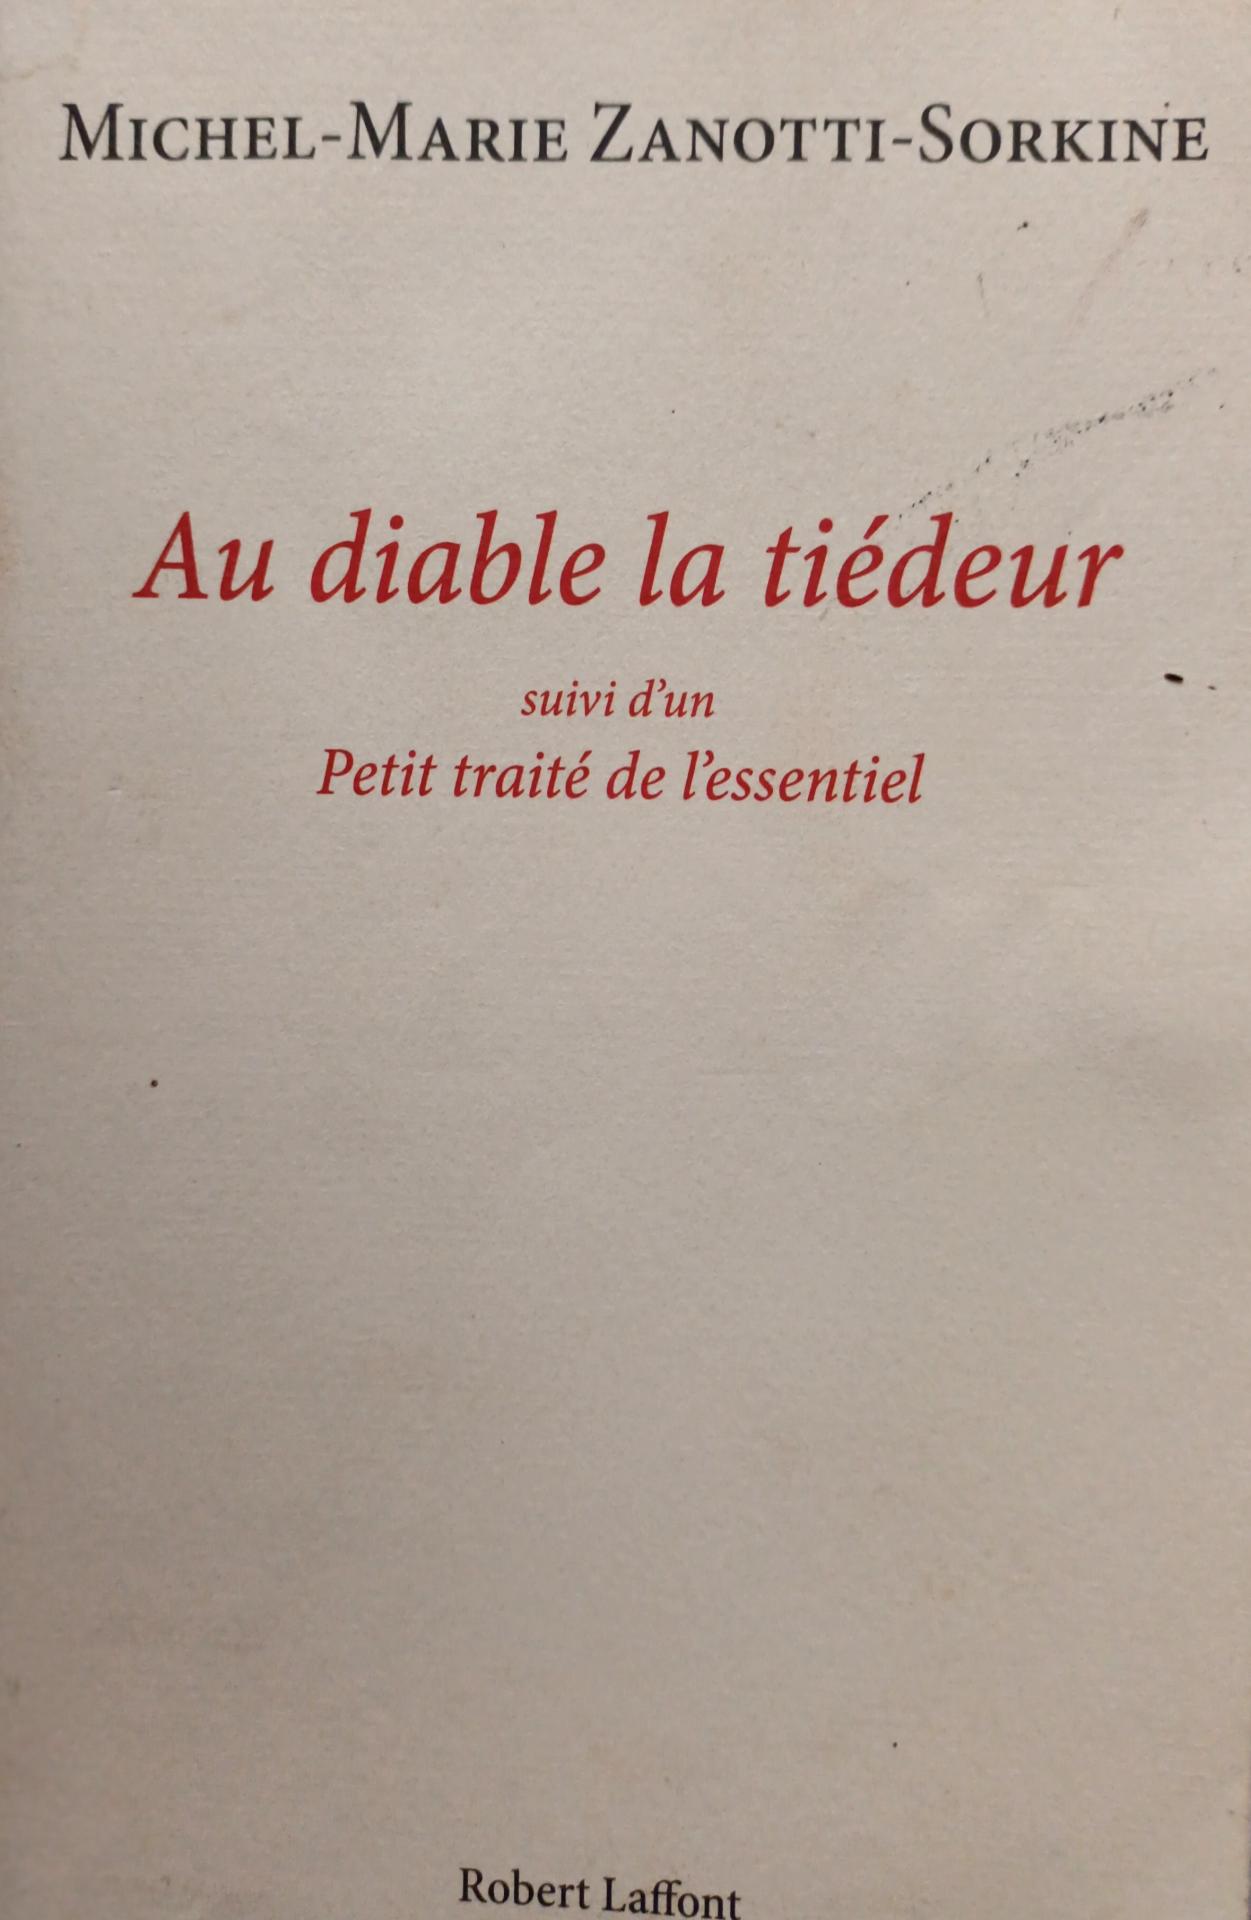 MICHEL-MARIE ZANOTTI-SORKINE
Au diable la tiédeur
suivi d’un
Petit traité de l’essentiel
Robert Laffont